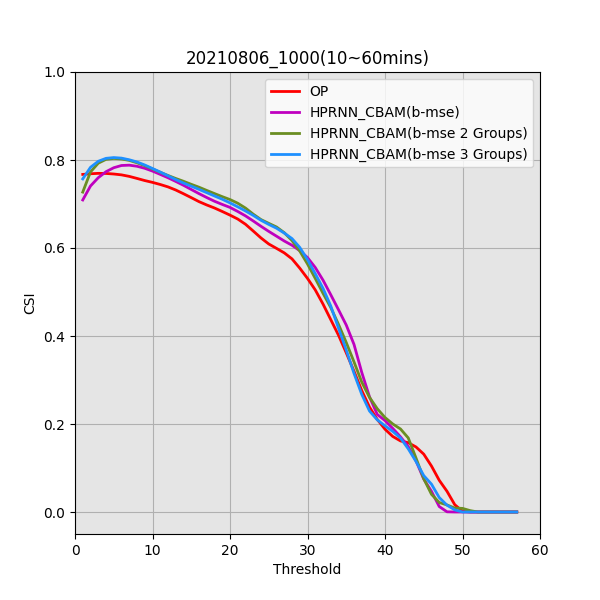 20210806_1000(10~60mins)
OP
HPRNN_CBAM(b-mse)
HPRNN_CBAM(b-mse 2 Groups)
HPRNN_CBAM(b-mse 3 Groups)
1.0
0.8
0.6
0.4
0.2
0.0
CSI
0 10 20 30 40 50 60
Threshold